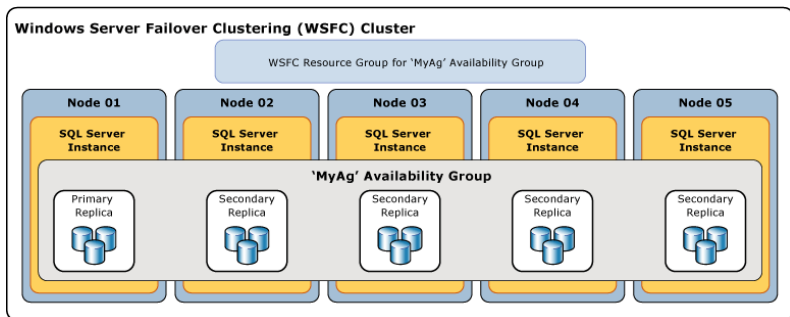 Windows Server Failover Clustering (WSFC) Cluster
WSFC Resource Group for 'MyAg' Availability Group
Node 01
Node 02
Node 03
Node 04
Node 05
SQL Server
Instance
SQL Server
Instance
SQL Server
Instance
SQL Server
Instance
SQL Server
Instance
'MyAg' Availability Group
Primary
Replica
Secondary
Replica
Secondary
Replica
Secondary
Replica
Secondary
Replica